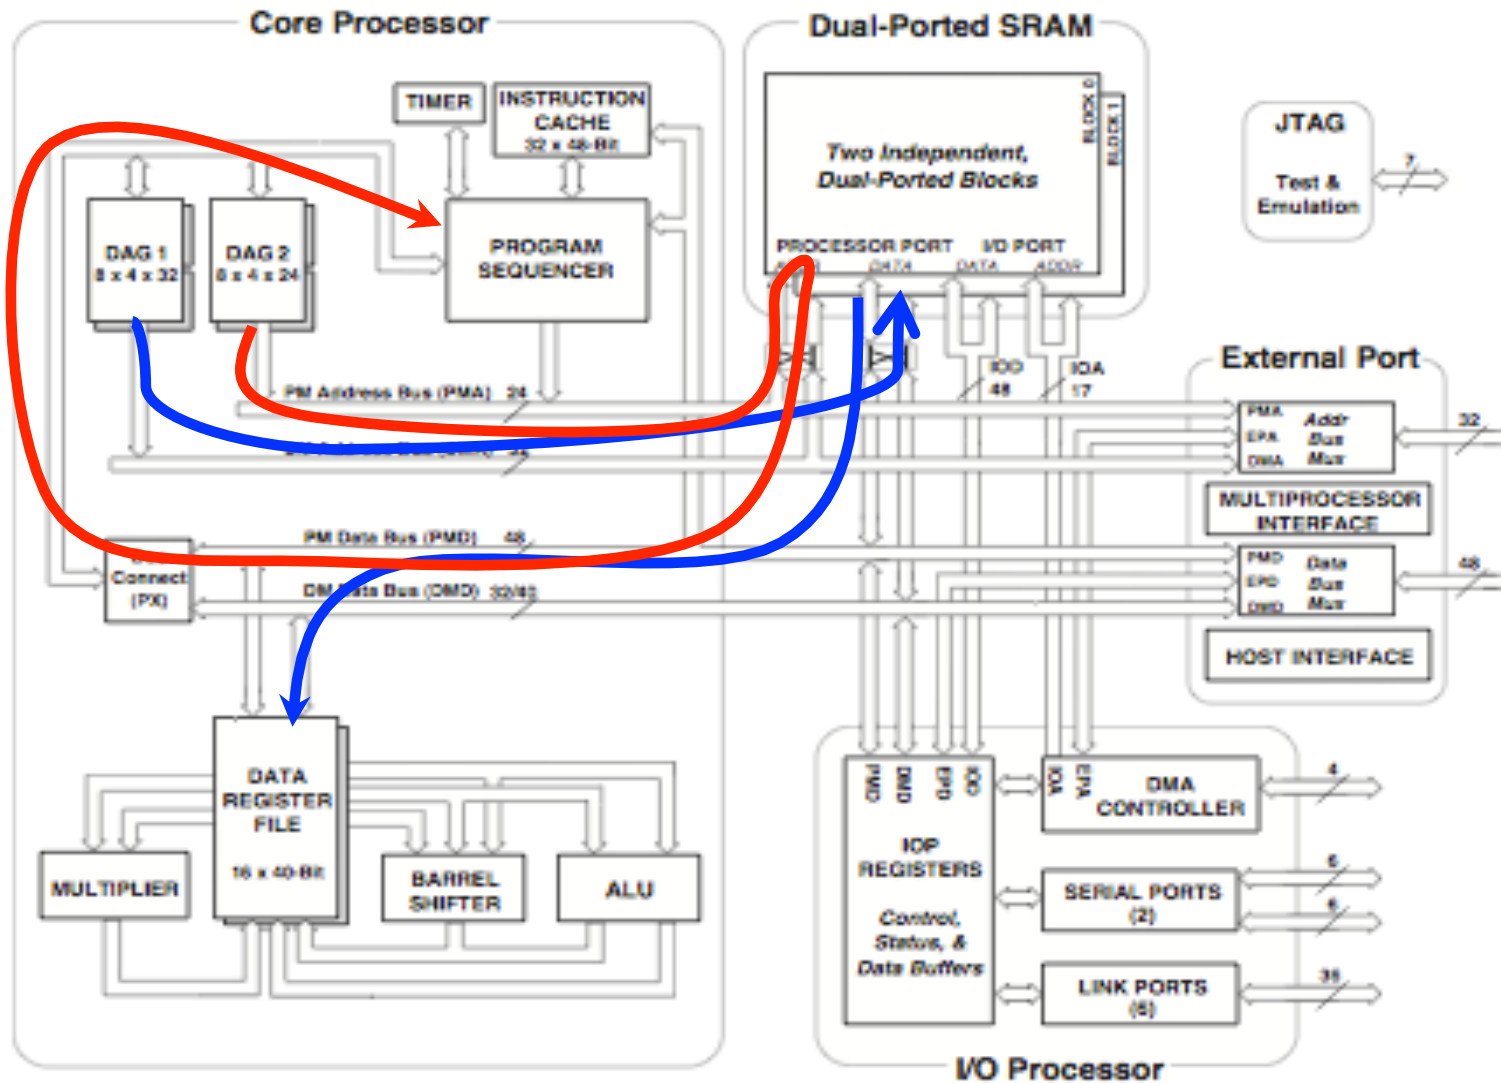 Core Processor
Dual-Ported SRAM
TIMER
INSTRUCTION
CACHE
32 x 48-Bit
BLOCK 0
BLOCK 1
Two Independent,
Dual-Ported Blocks
JTAG
Test &
Emulation
7
DAG 1
8 x 4 x 32
DAG 2
8 x 4 x 24
PROGRAM
SEQUENCER
PROCESSOR PORT
I/O PORT
DATA
DATA
ADDR
PM Address Bus (PMA) 24
IOD
48
IOA
17
External Port
PMA
EPA
DMA
Addr
Bus
Mux
32
MULTIPROCESSOR
INTERFACE
PM Data Bus (PMD) 48
Connect
(PX)
DM Data Bus (DMD) 32/40
PMD
EPD
DMD
Data
Bus
Mux
48
HOST INTERFACE
DATA
REGISTER
FILE
16 x 40-Bit
MULTIPLIER
BARREL
SHIFTER
ALU
PMD
DMD
EPD
IOD
IOA
EPA
DMA
CONTROLLER
4
IOP
REGISTERS
Control,
Status, &
Data Buffers
SERIAL PORTS
(2)
6
6
LINK PORTS
(6)
36
I/O Processor